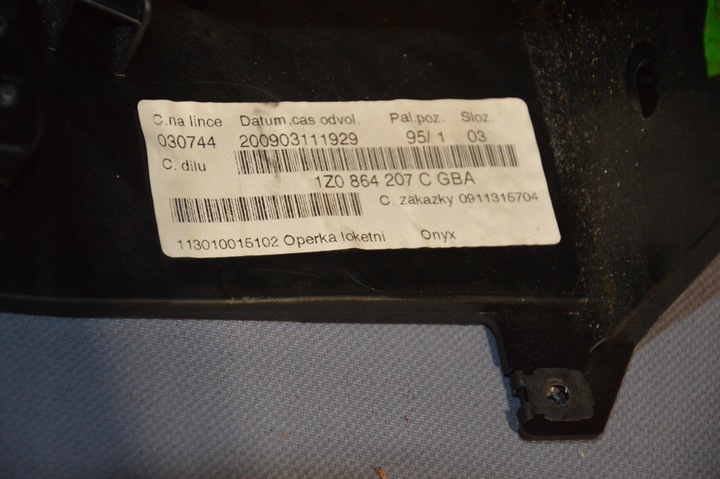 C.na lince Datum,cas odvol. Pal.poz. Sloz.
030744 200903111929 95/ 1 03
C. dilu
1Z0 864 207 C GBA
C. zakazky 0911315704
113010015102 Operka loketni Onyx